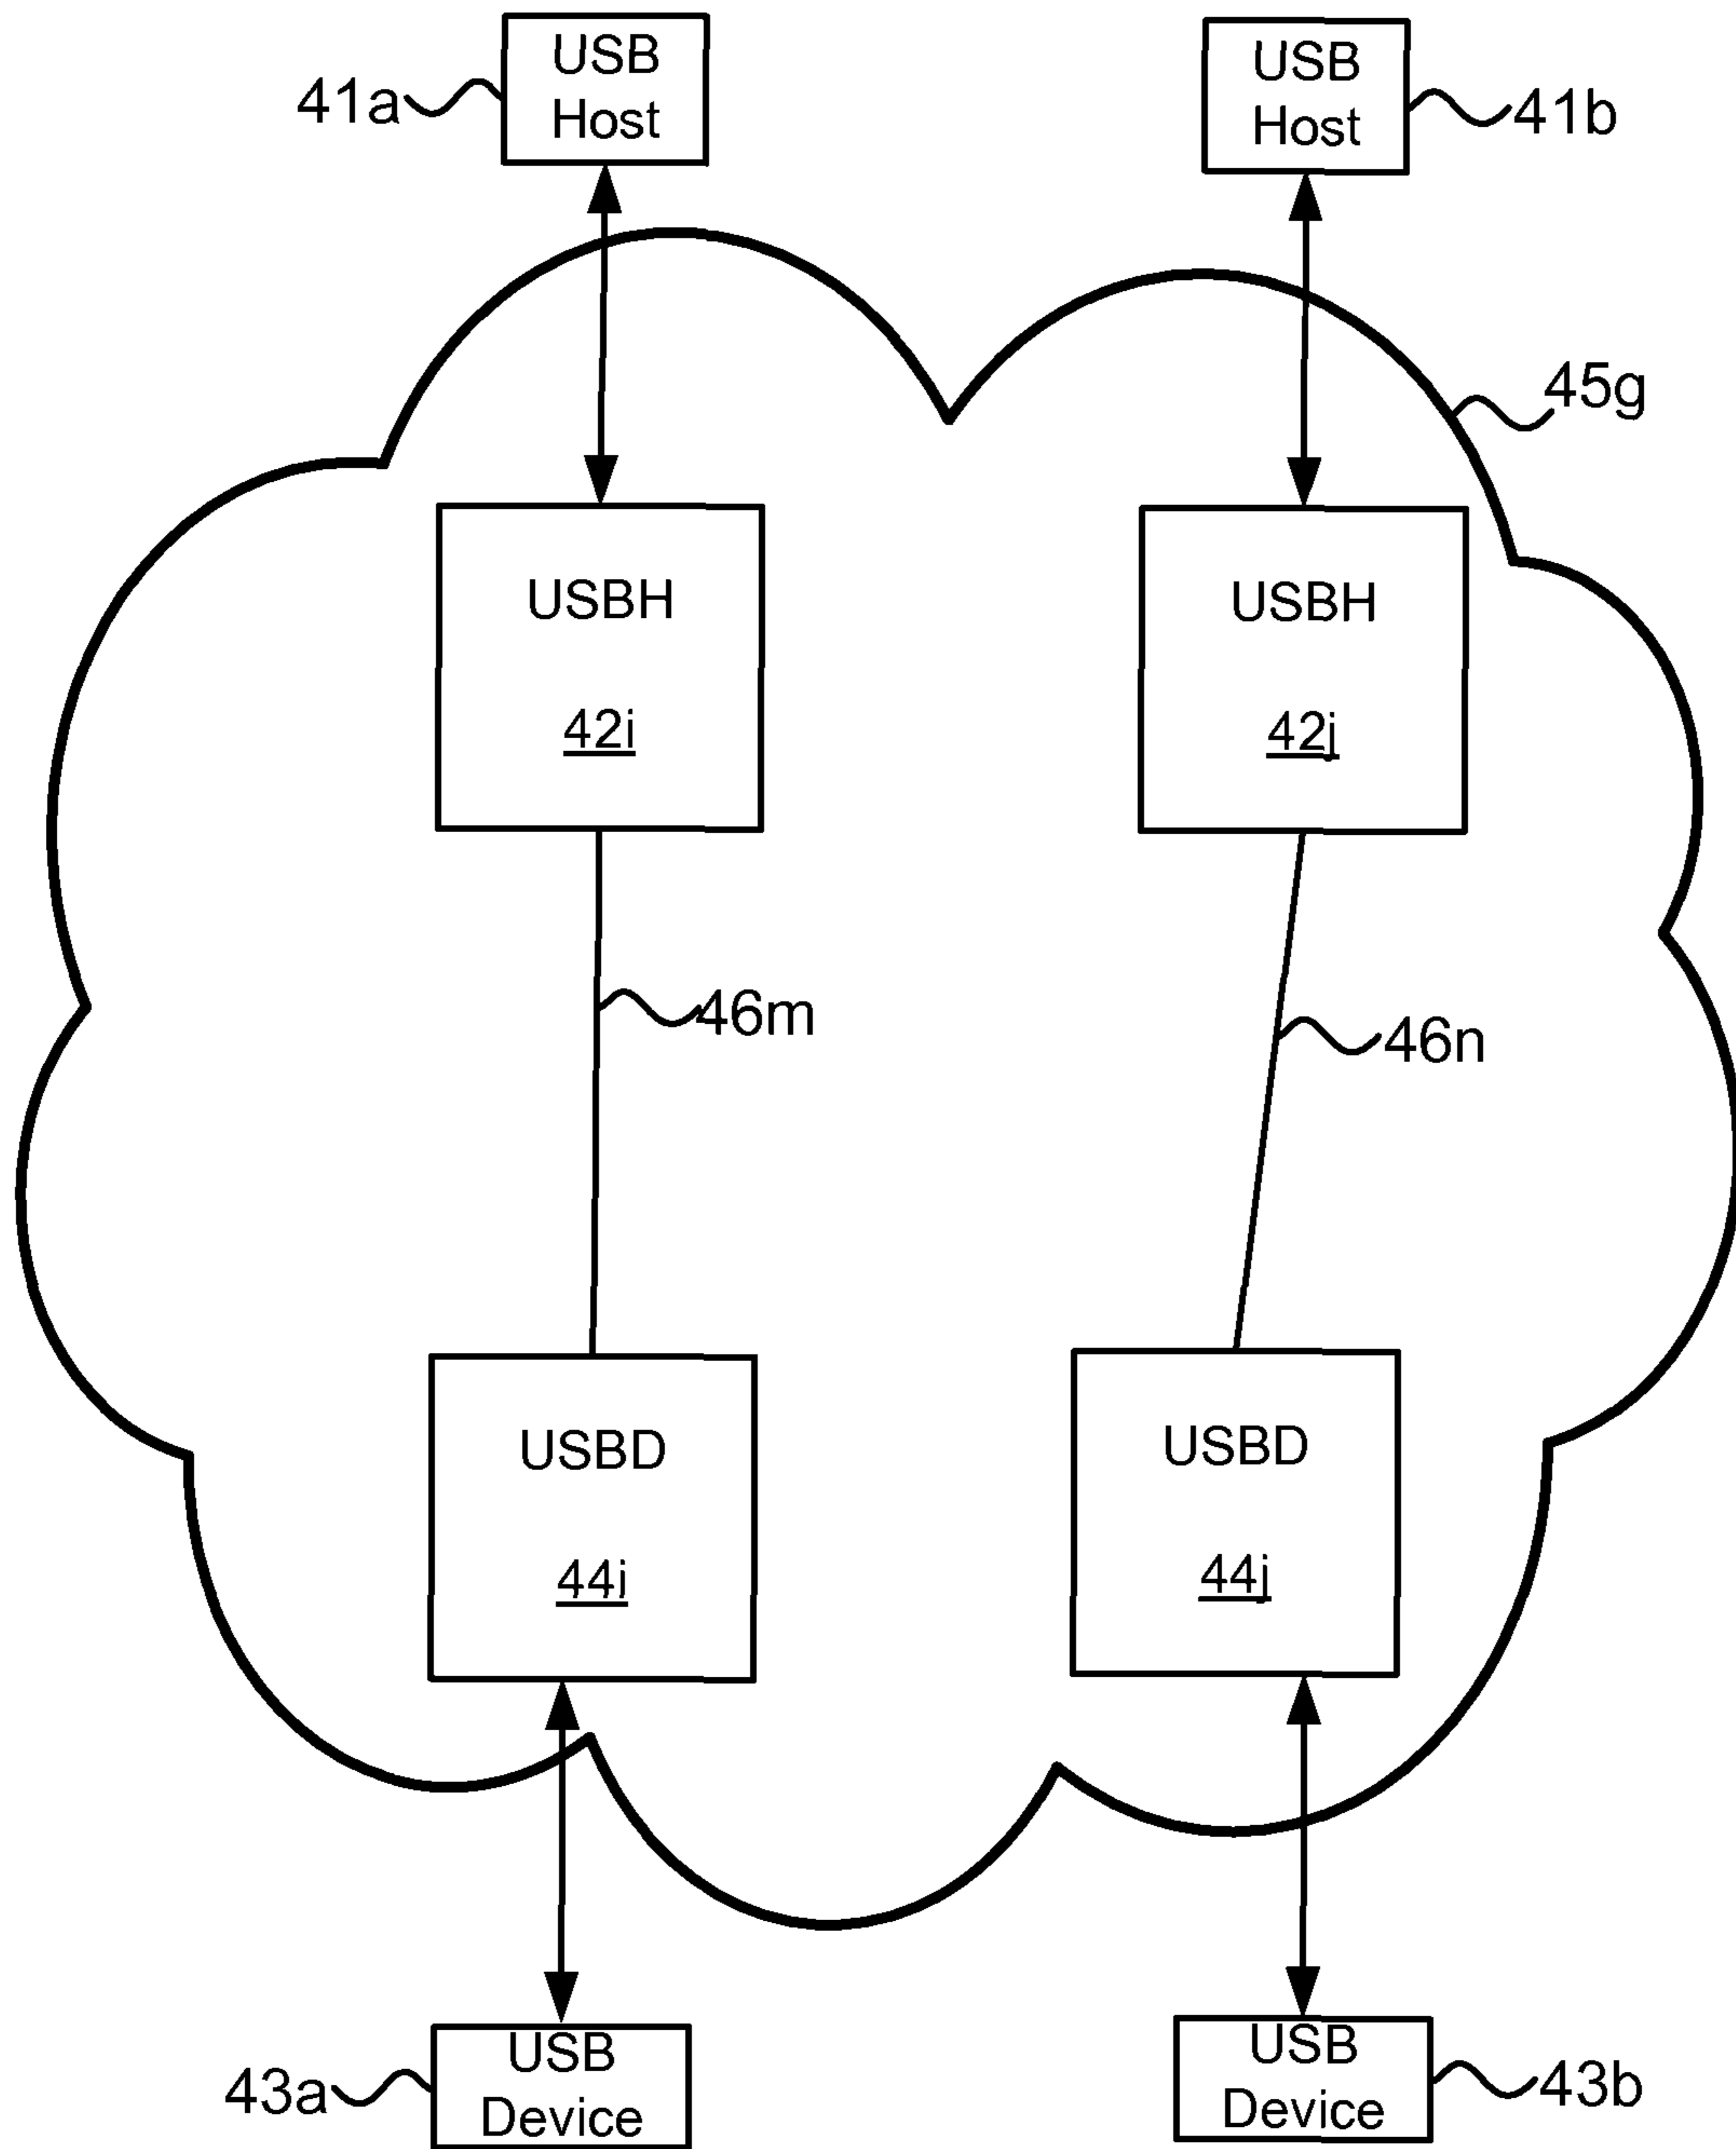 USB
Host
41a
USB
Host
41b
45g
USBH
42i
USBH
42j
46m
46n
USBD
44i
USBD
44j
USB
Device
43a
USB
Device
43b